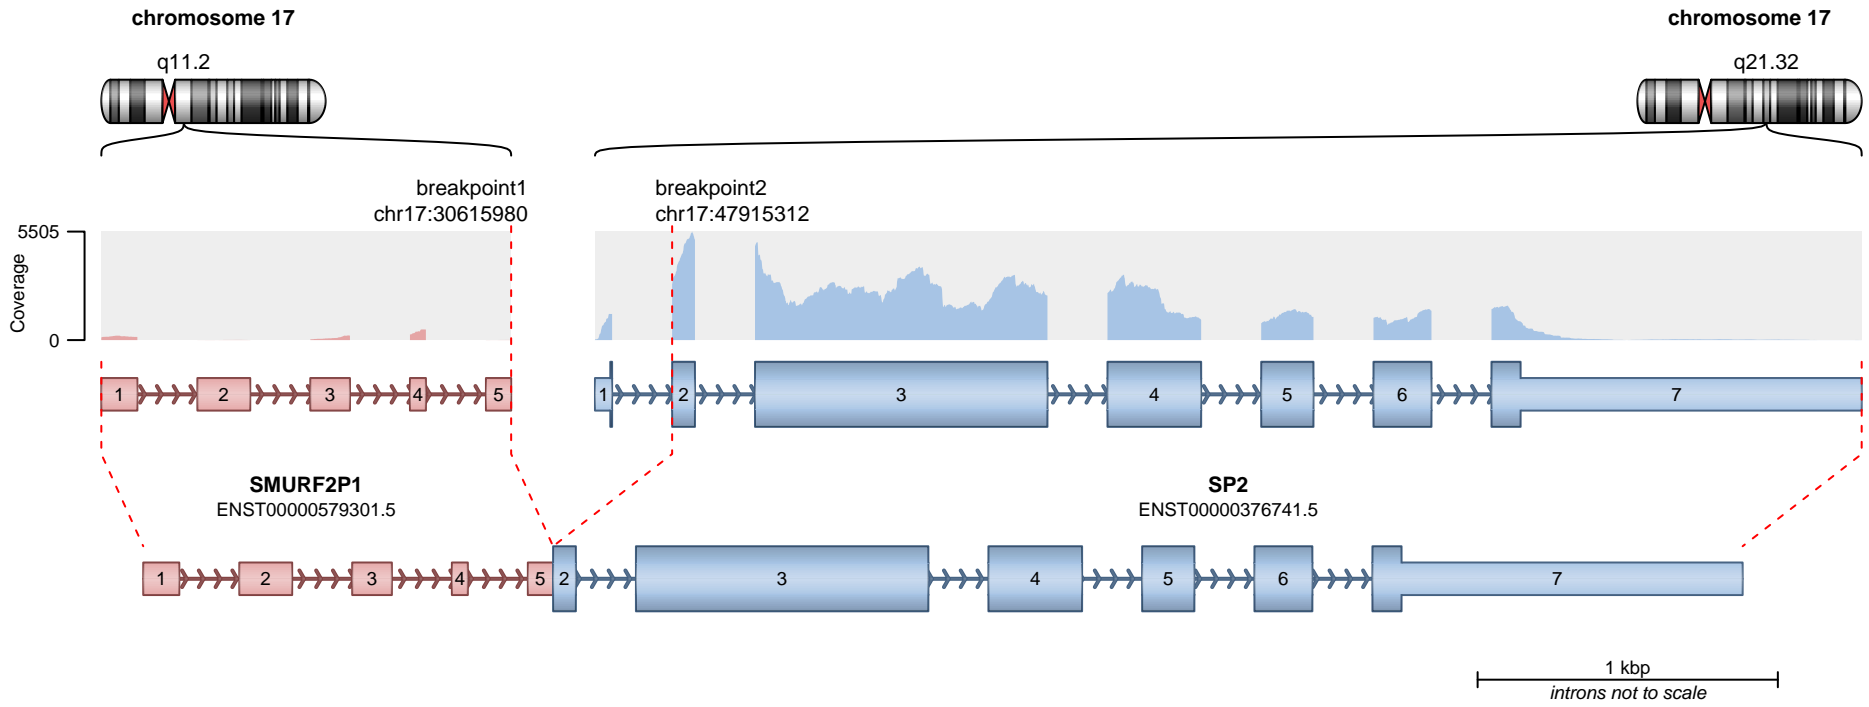 chromosome 17
chromosome 17
q11.2
q21.32
breakpoint1
chr17:30615980
breakpoint2
chr17:47915312
5505
0
Coverage
1 2 3 4 5
1 2 3 4 5 6 7
SMURF2P1
ENST00000579301.5
SP2
ENST00000376741.5
1 2 3 4 5 2 3 4 5 6 7
1 kbp
introns not to scale